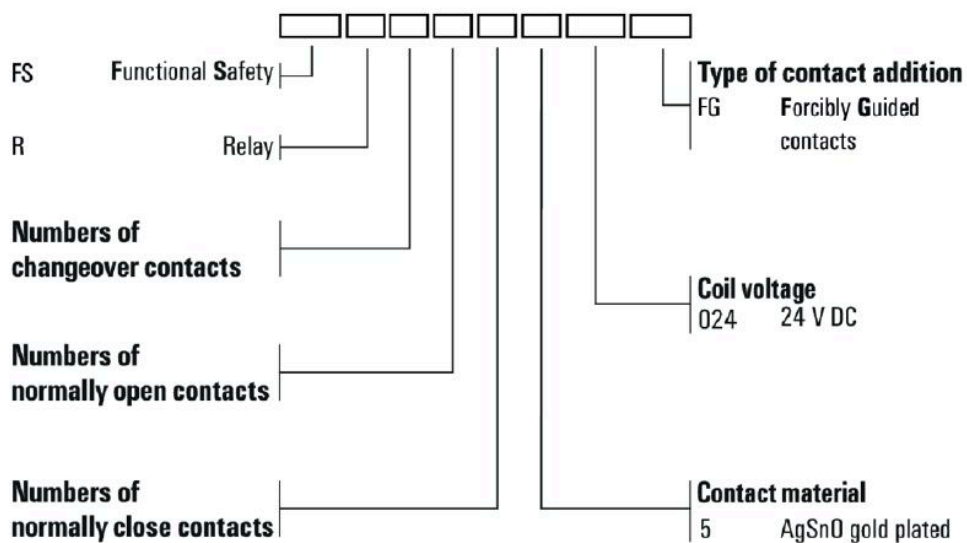 FS Functional Safety
R Relay
Numbers of
changeover contacts
Numbers of
normally open contacts
Numbers of
normally close contacts
Type of contact addition
FG Forcibly Guided
contacts
Coil voltage
024 24 V DC
Contact material
5 AgSnO gold plated